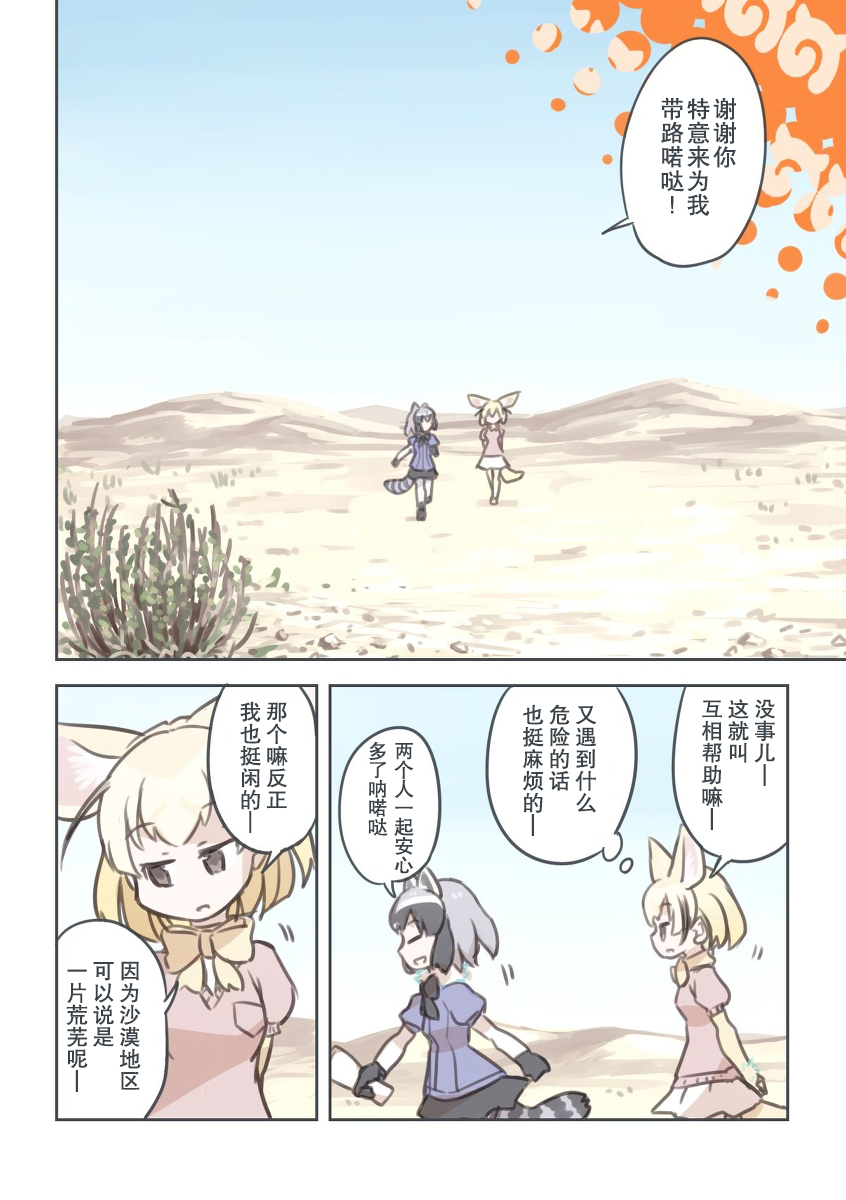 谢谢你
特意来为我
带路喏哒！
没事儿—
这就叫
互相帮助嘛—
又遇到什么
危险的话
也挺麻烦的—
两个人一起安心
多了呐喏哒
那个嘛反正
我也挺闲的—
因为沙漠地区
可以说是
一片荒芜呢—